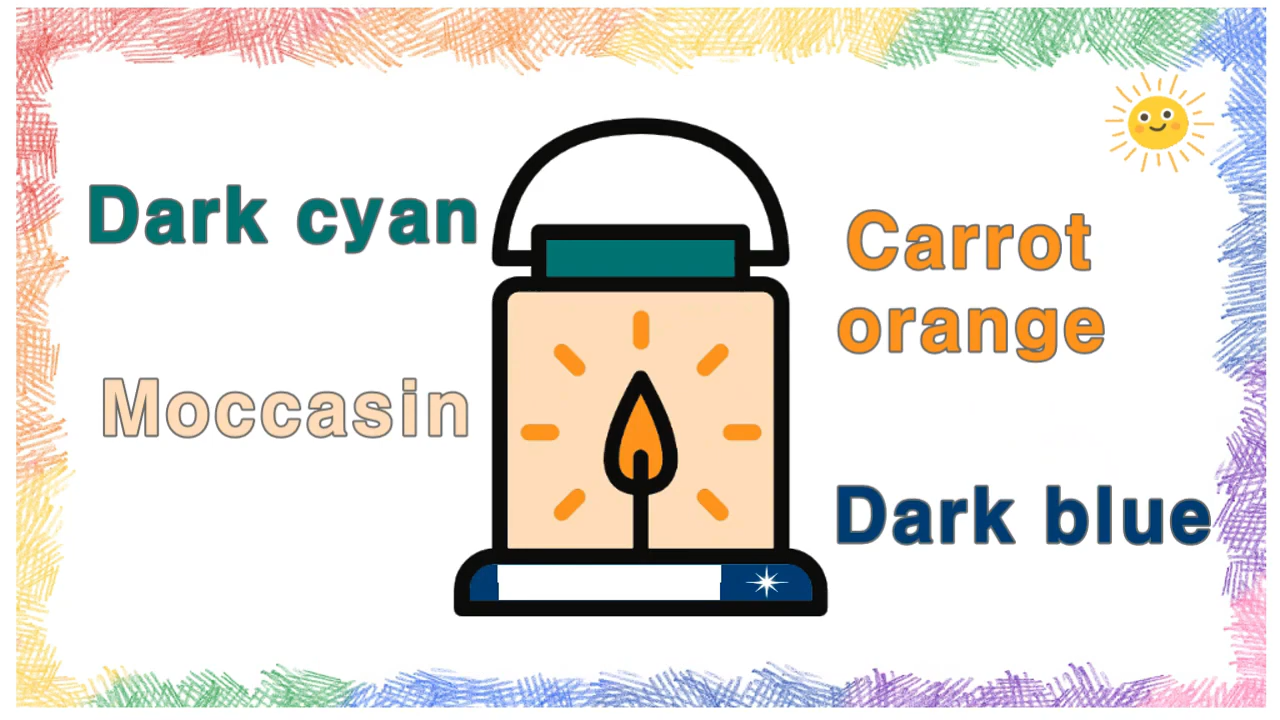 Dark cyan
Moccasin
Carrot
orange
Dark blue